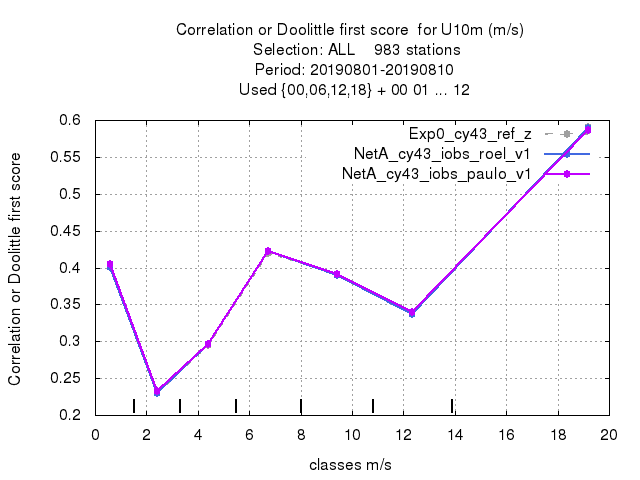 Correlation or Doolittle first score  for U10m (m/s)
Selection: ALL    983 stations
Period: 20190801-20190810
Used {00,06,12,18} + 00 01 ... 12
Correlation or Doolittle first score
0.6
0.55
0.5
0.45
0.4
0.35
0.3
0.25
0.2
Exp0_cy43_ref_z
NetA_cy43_iobs_roel_v1
NetA_cy43_iobs_paulo_v1
0 2 4 6 8 10 12 14 16 18 20
classes m/s